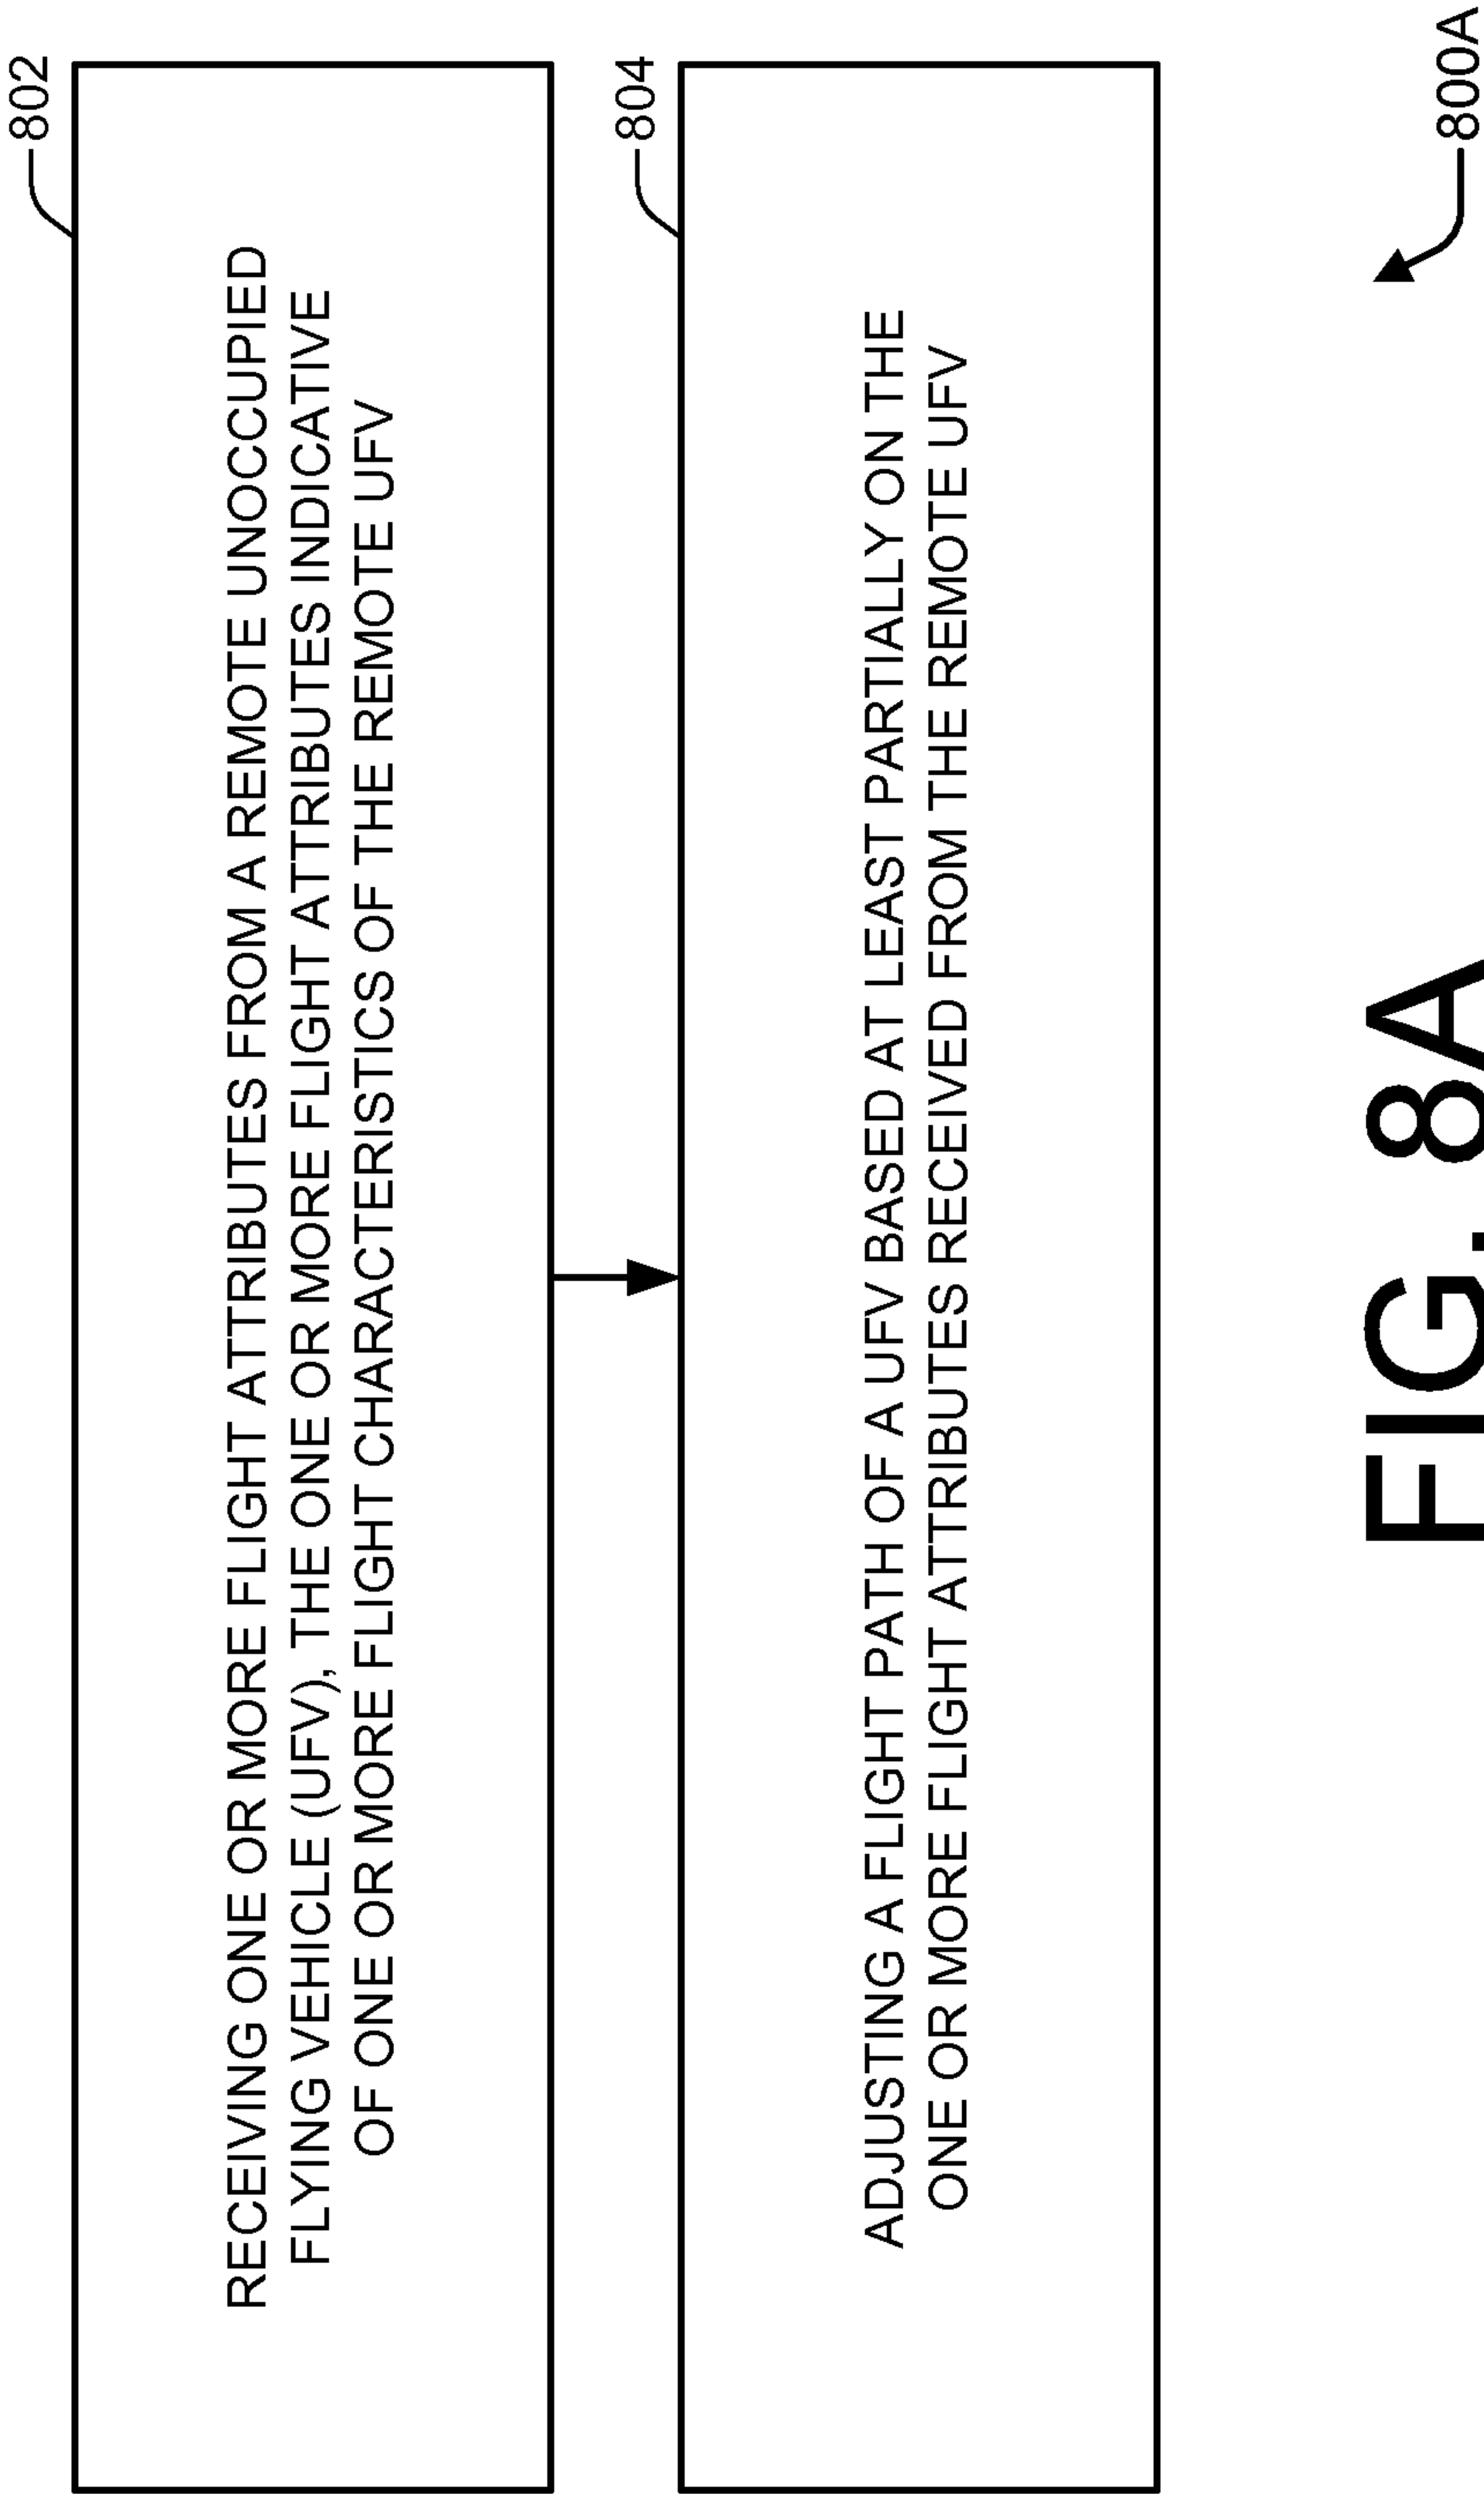 802
RECEIVING ONE OR MORE FLIGHT ATTRIBUTES FROM A REMOTE UNOCCUPIED
FLYING VEHICLE (UFV), THE ONE OR MORE FLIGHT ATTRIBUTES INDICATIVE
OF ONE OR MORE FLIGHT CHARACTERISTICS OF THE REMOTE UFV
804
ADJUSTING A FLIGHT PATH OF A UFV BASED AT LEAST PARTIALLY ON THE
ONE OR MORE FLIGHT ATTRIBUTES RECEIVED FROM THE REMOTE UFV
800A
FIG. 8A